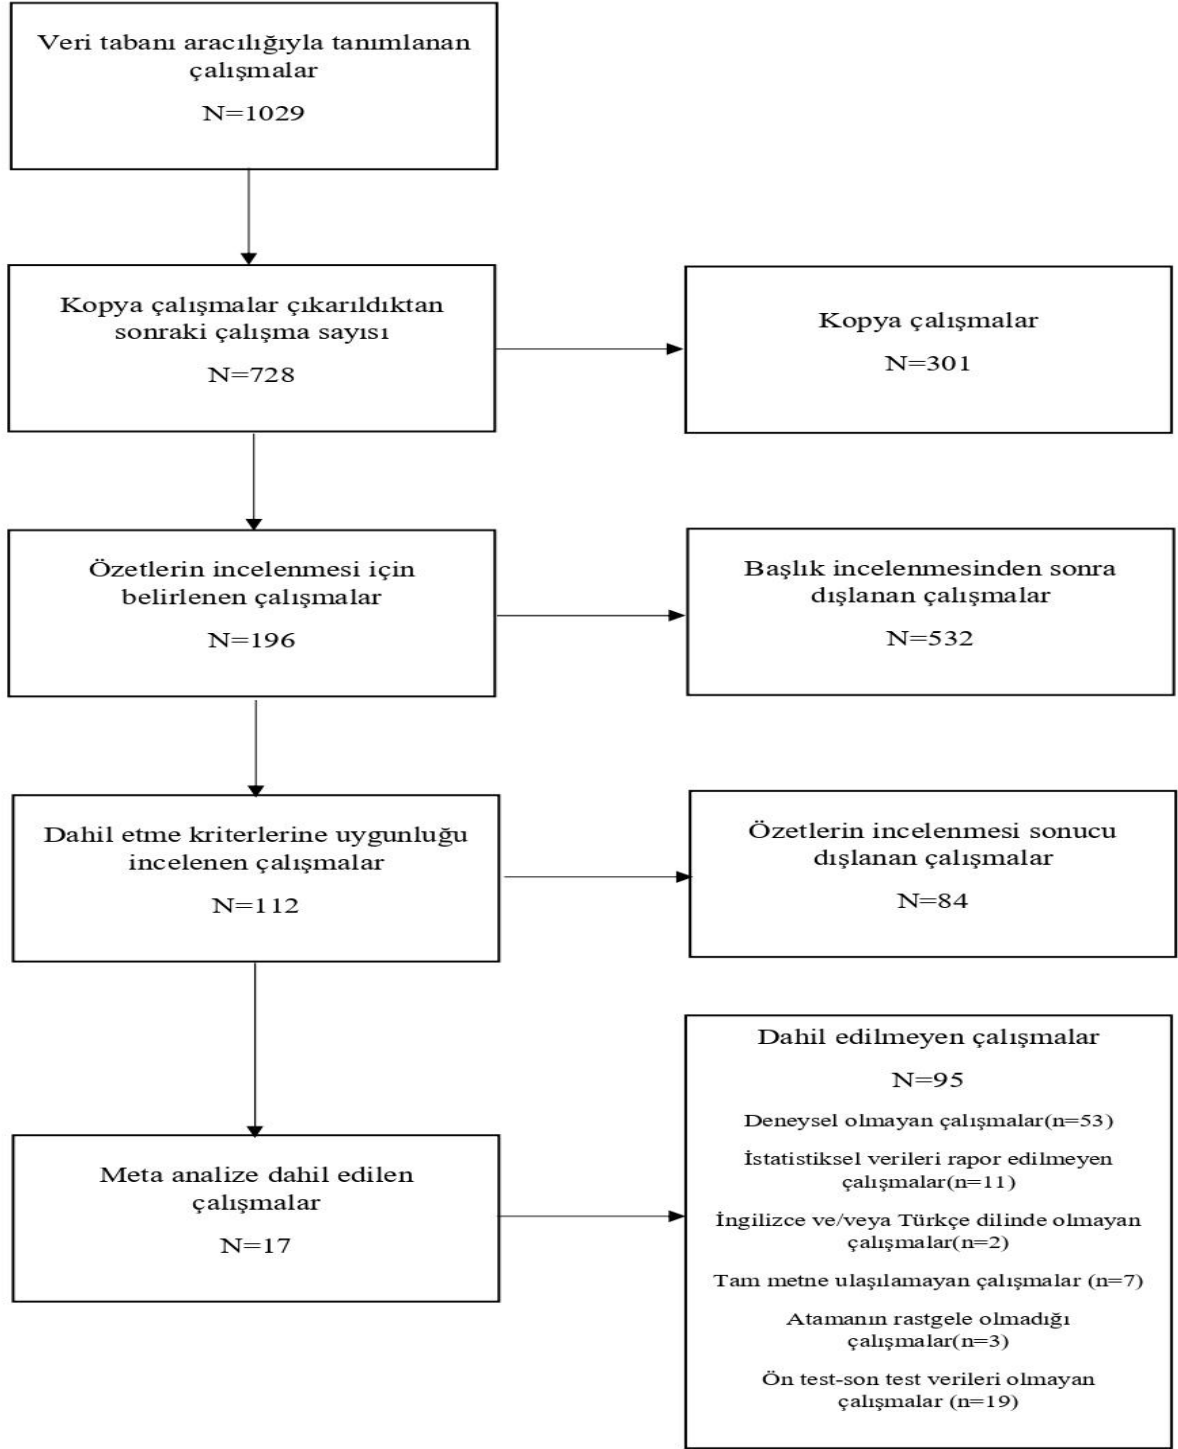 Veri tabanı aracılığıyla tanımlanan
çalışmalar
N=1029
Kopya çalışmalar çıkarıldıktan
sonraki çalışma sayısı
N=728
Kopya çalışmalar
N=301
Özetlerin incelenmesi için
belirlenen çalışmalar
N=196
Başlık incelenmesinden sonra
dışlanan çalışmalar
N=532
Dahil etme kriterlerine uygunluğu
incelenen çalışmalar
N=112
Özetlerin incelenmesi sonucu
dışlanan çalışmalar
N=84
Meta analize dahil edilen
çalışmalar
N=17
Dahil edilmeyen çalışmalar
N=95
Deneysel olmayan çalışmalar(n=53)
İstatistiksel verileri rapor edilmeyen
çalışmalar(n=11)
İngilizce ve/veya Türkçe dilinde olmayan
çalışmalar(n=2)
Tam metne ulaşılamayan çalışmalar (n=7)
Atamanın rastgele olmadığı
çalışmalar(n=3)
Ön test-son test verileri olmayan
çalışmalar (n=19)